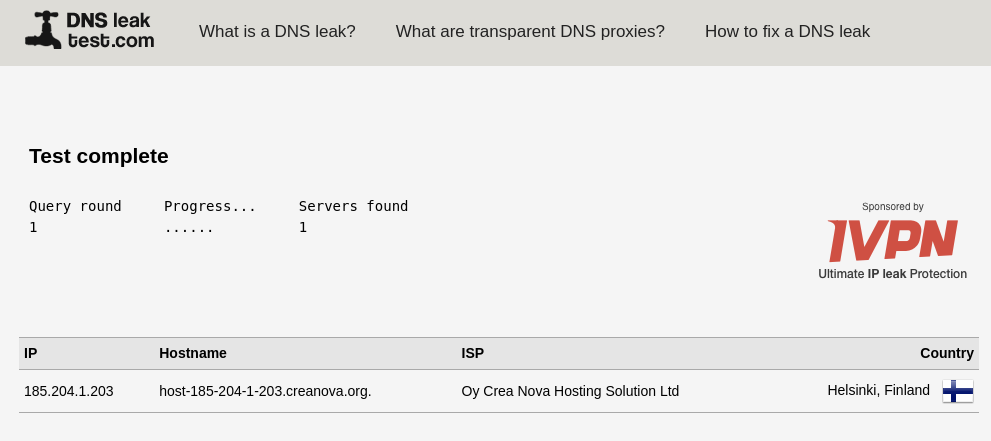 DNS leak
test.com
What is a DNS leak? What are transparent DNS proxies? How to fix a DNS leak
Test complete
Query round Progress... Servers found
1 ...... 1
Sponsored by
IVPN
Ultimate IP leak Protection
IP Hostname ISP Country
185.204.1.203 host-185-204-1-203.creanova.org. Oy Crea Nova Hosting Solution Ltd Helsinki, Finland